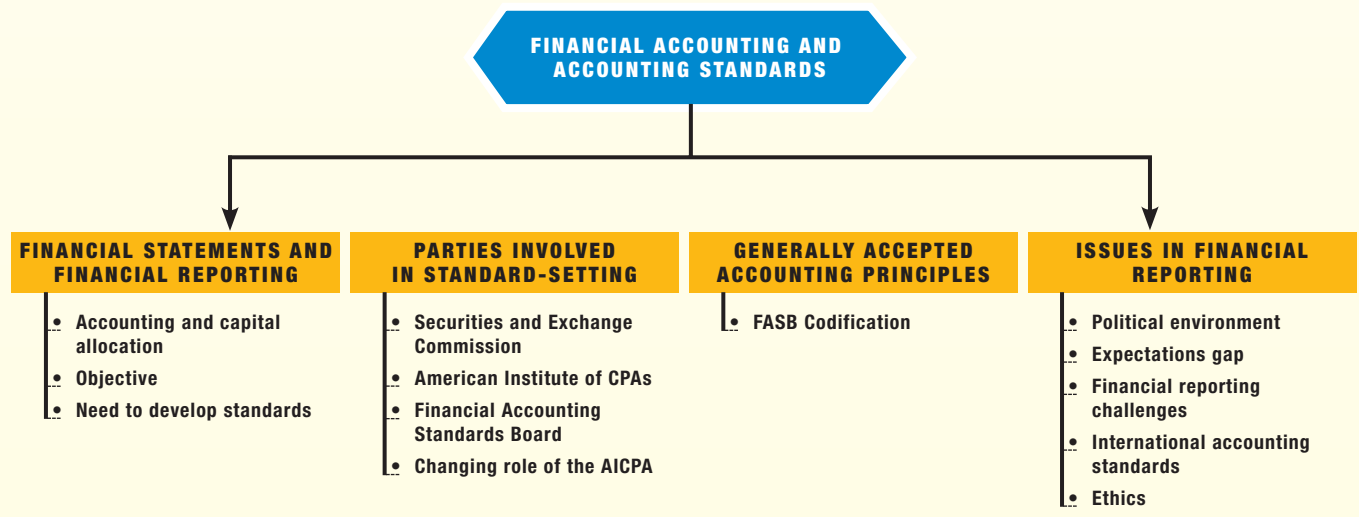 FINANCIAL ACCOUNTING AND
ACCOUNTING STANDARDS
FINANCIAL STATEMENTS AND
FINANCIAL REPORTING
• Accounting and capital
allocation
• Objective
• Need to develop standards
PARTIES INVOLVED
IN STANDARD-SETTING
• Securities and Exchange
Commission
• American Institute of CPAs
• Financial Accounting
Standards Board
• Changing role of the AICPA
GENERALLY ACCEPTED
ACCOUNTING PRINCIPLES
• FASB Codification
ISSUES IN FINANCIAL
REPORTING
• Political environment
• Expectations gap
• Financial reporting
challenges
• International accounting
standards
• Ethics